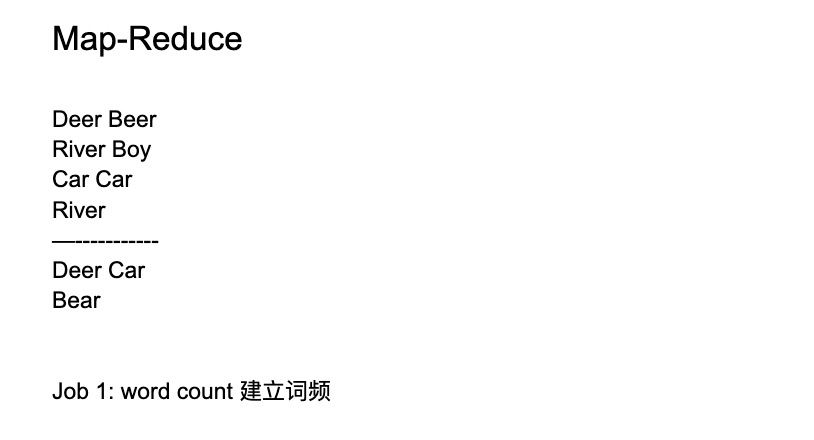 Map-Reduce
Deer Beer
River Boy
Car Car
River
—-----------
Deer Car
Bear
Job 1: word count 建立词频